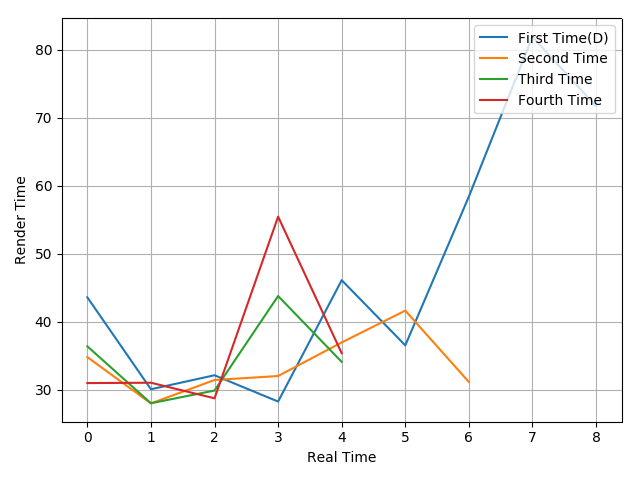 First Time(D)
Second Time
Third Time
Fourth Time
Render Time
80
70
60
50
40
30
0 1 2 3 4 5 6 7 8
Real Time